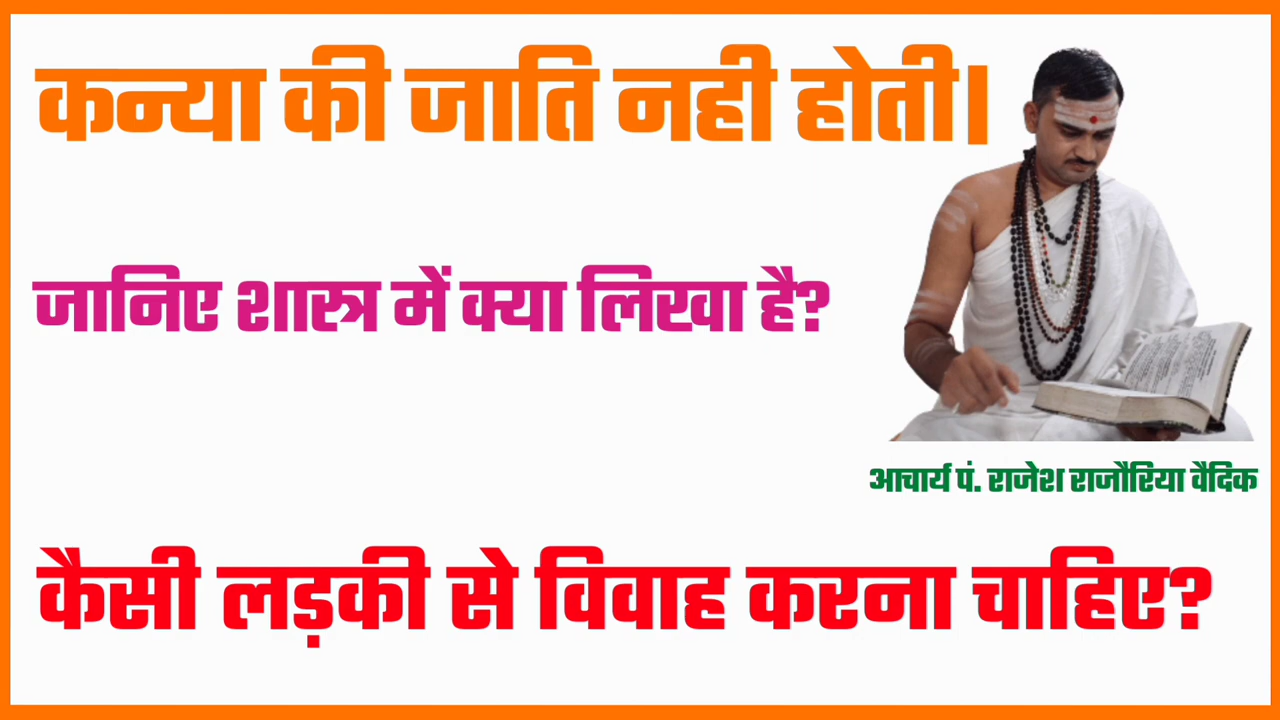 कन्या की जाति नही होती।
जानिए शास्त्र में क्या लिखा है?
आचार्य पं. राजेश राजौरिया वैदिक
कैसी लड़की से विवाह करना चाहिए?